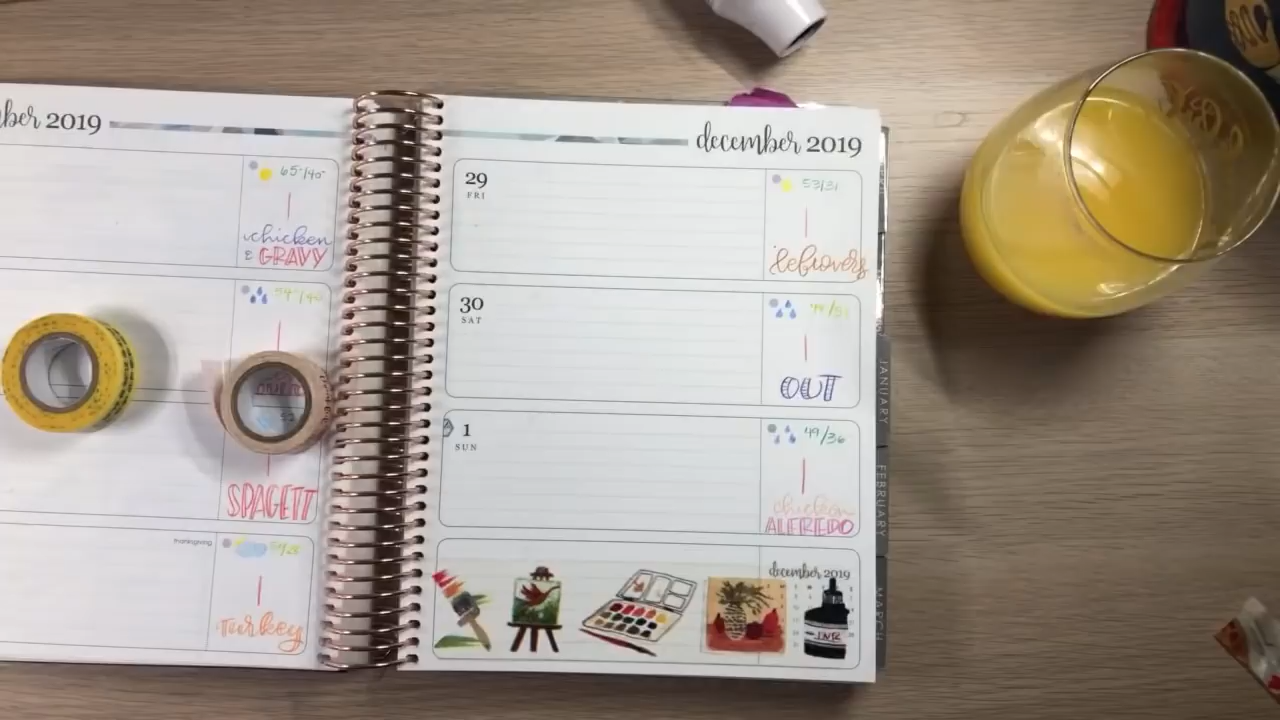 ber 2019
65°/40°
chicken
& GRAVY
SPAGETT
thanksgiving
turkey
december 2019
29
FRI
53/31
leftovers
30
SAT
OUT
1
SUN
49/36
chicken
ALFREDO
december 2019
INK
JANUARY
FEBRUARY
MARCH